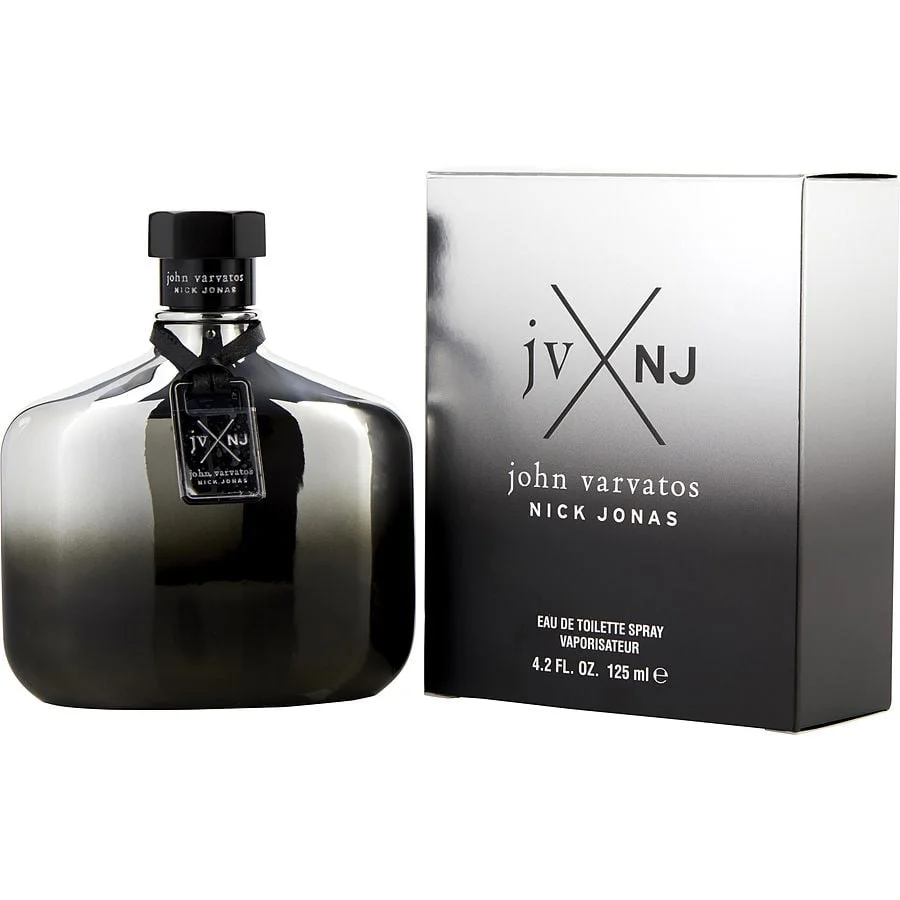 john varvatos
NICK JONAS
jv X NJ
john varvatos
NICK JONAS
jv X NJ
john varvatos
NICK JONAS
EAU DE TOILETTE SPRAY
VAPORISATEUR
4.2 FL. OZ. 125 ml ℮